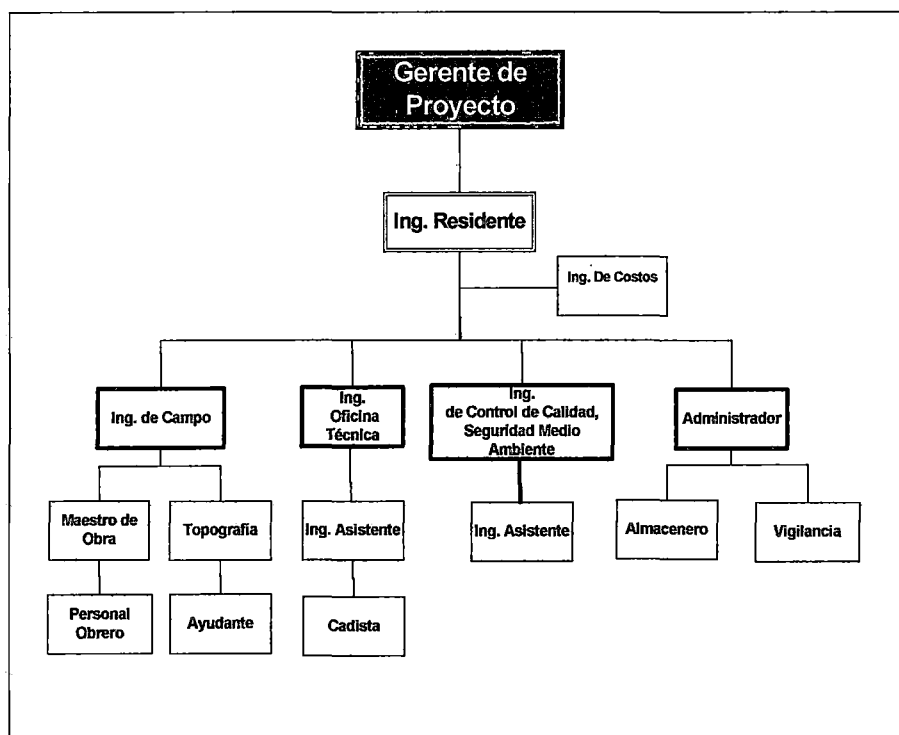 Gerente de
Proyecto
Ing. Residente
Ing. De Costos
Ing. de Campo
Ing.
Oficina
Técnica
Ing.
de Control de Calidad,
Seguridad Medio
Ambiente
Administrador
Maestro de
Obra
Topografía
Ing. Asistente
Ing. Asistente
Almacenero
Vigilancia
Personal
Obrero
Ayudante
Cadista